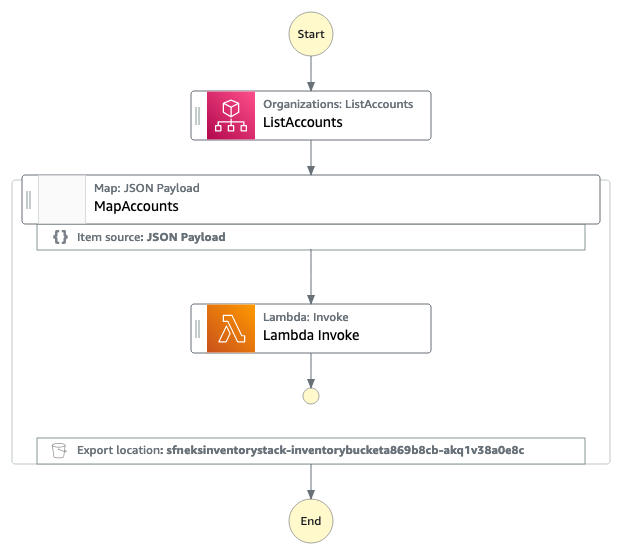 Start
Organizations: ListAccounts
ListAccounts
Map: JSON Payload
MapAccounts
{} Item source: JSON Payload
Lambda: Invoke
Lambda Invoke
Export location: sfneksinventorystack-inventorybucketa869b8cb-akq1v38a0e8c
End